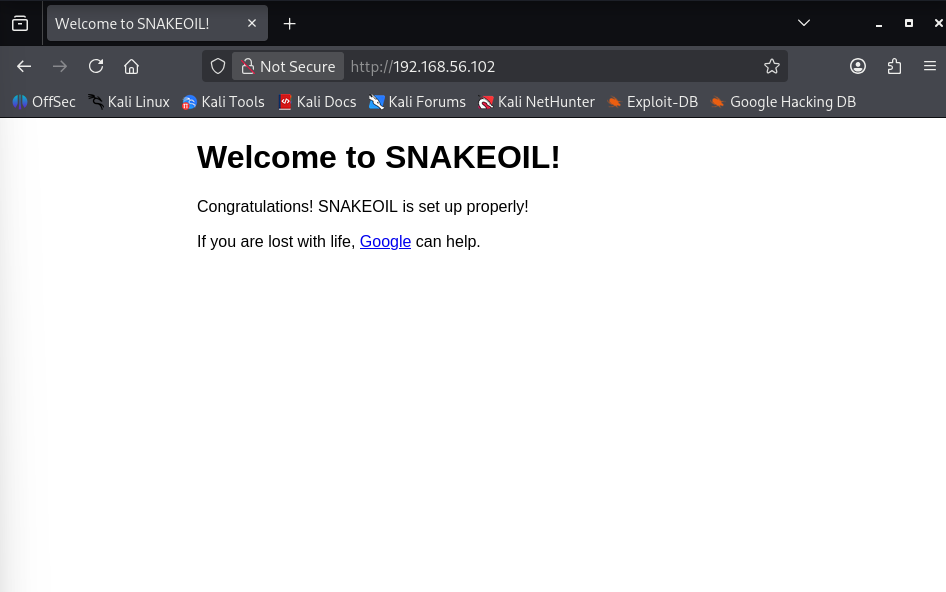 Welcome to SNAKEOIL!
Not Secure http://192.168.56.102
OffSec Kali Linux Kali Tools Kali Docs Kali Forums Kali NetHunter Exploit-DB Google Hacking DB
Welcome to SNAKEOIL!
Congratulations! SNAKEOIL is set up properly!
If you are lost with life, Google can help.